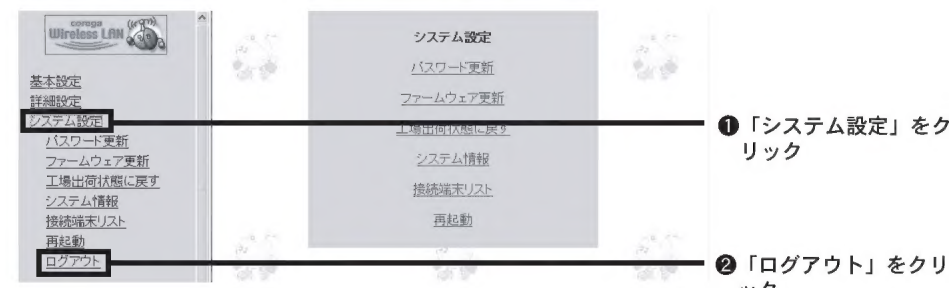 corega
Wireless LAN
基本設定
詳細設定
システム設定
パスワード更新
ファームウェア更新
工場出荷状態に戻す
システム情報
接続端末リスト
再起動
ログアウト
システム設定
パスワード更新
ファームウェア更新
工場出荷状態に戻す
システム情報
接続端末リスト
再起動
❶「システム設定」をク
リック
❷「ログアウト」をクリ
ック